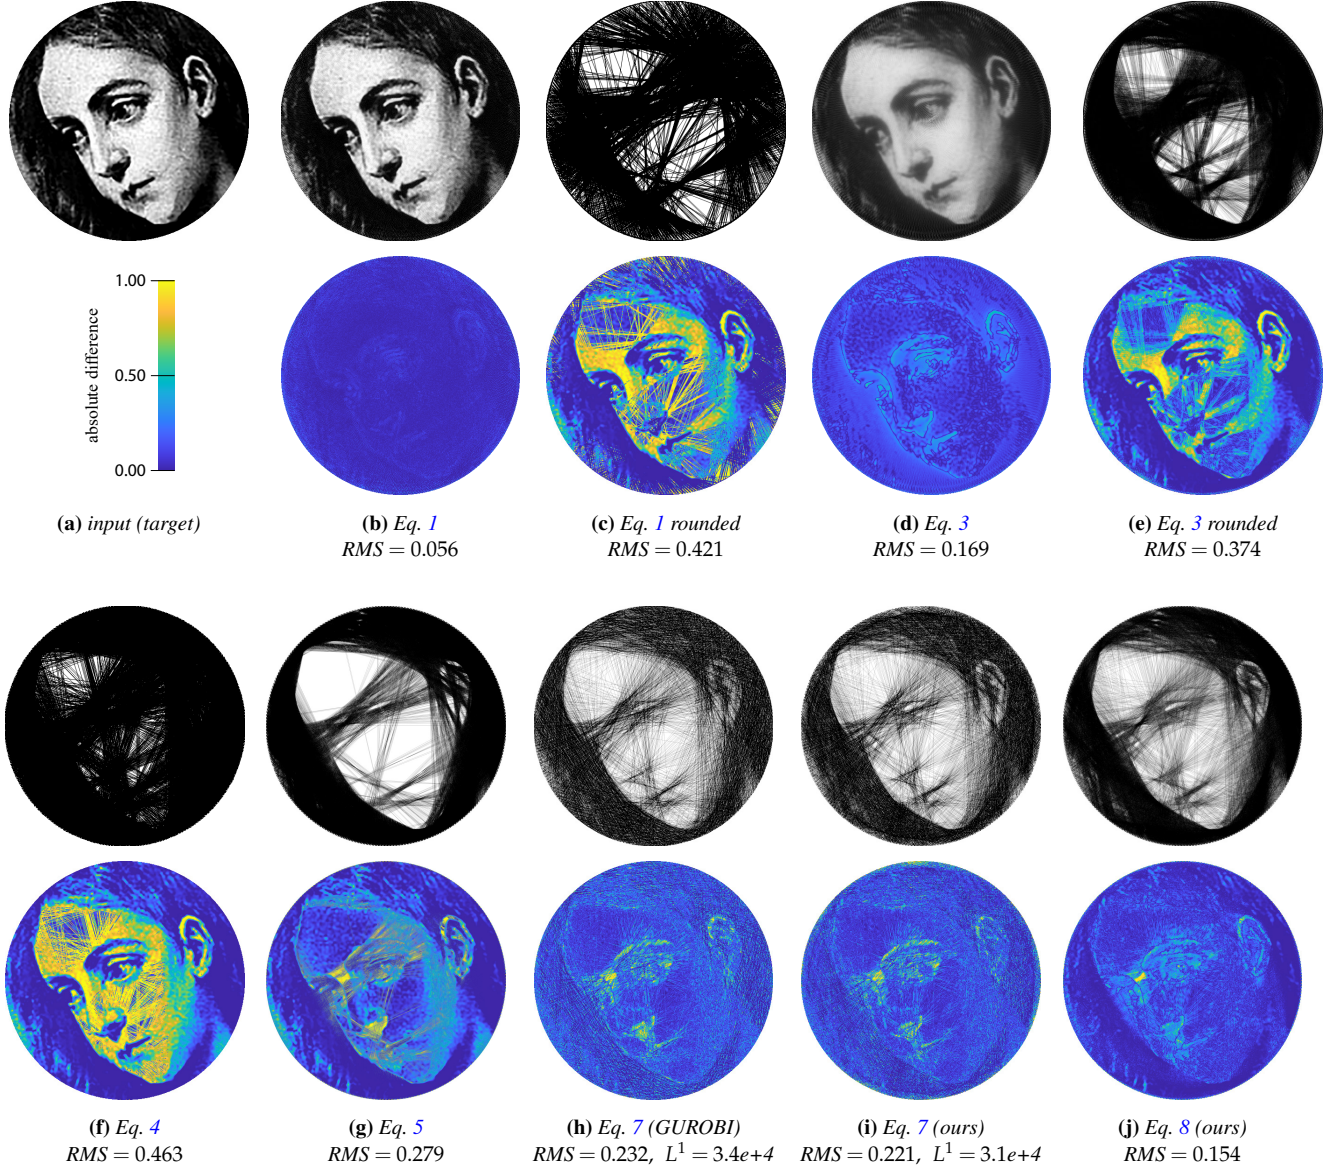 1.00
0.50
0.00
absolute difference
(a) input (target)
(b) Eq. 1
RMS = 0.056
(c) Eq. 1 rounded
RMS = 0.421
(d) Eq. 3
RMS = 0.169
(e) Eq. 3 rounded
RMS = 0.374
(f) Eq. 4
RMS = 0.463
(g) Eq. 5
RMS = 0.279
(h) Eq. 7 (GUROBI)
RMS = 0.232, L¹ = 3.4e+4
(i) Eq. 7 (ours)
RMS = 0.221, L¹ = 3.1e+4
(j) Eq. 8 (ours)
RMS = 0.154